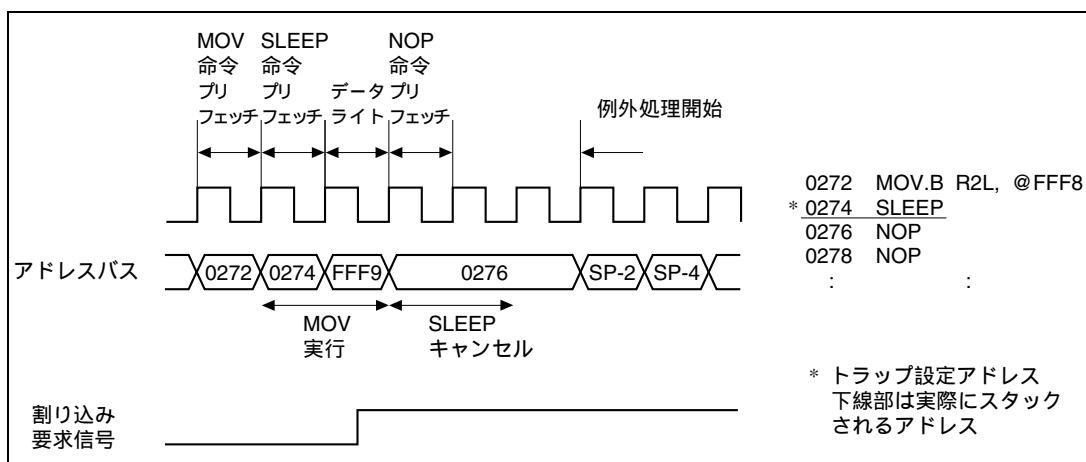 MOV SLEEP NOP
命令 命令 命令
プリ プリ データ プリ
フェッチ フェッチ ライト フェッチ
例外処理開始
0272 MOV.B R2L, @FFF8
* 0274 SLEEP
0276 NOP
0278 NOP
: :
アドレスバス 0272 0274 FFF9 0276 SP-2 SP-4
MOV SLEEP
実行 キャンセル
* トラップ設定アドレス
下線部は実際にスタック
されるアドレス
割り込み
要求信号